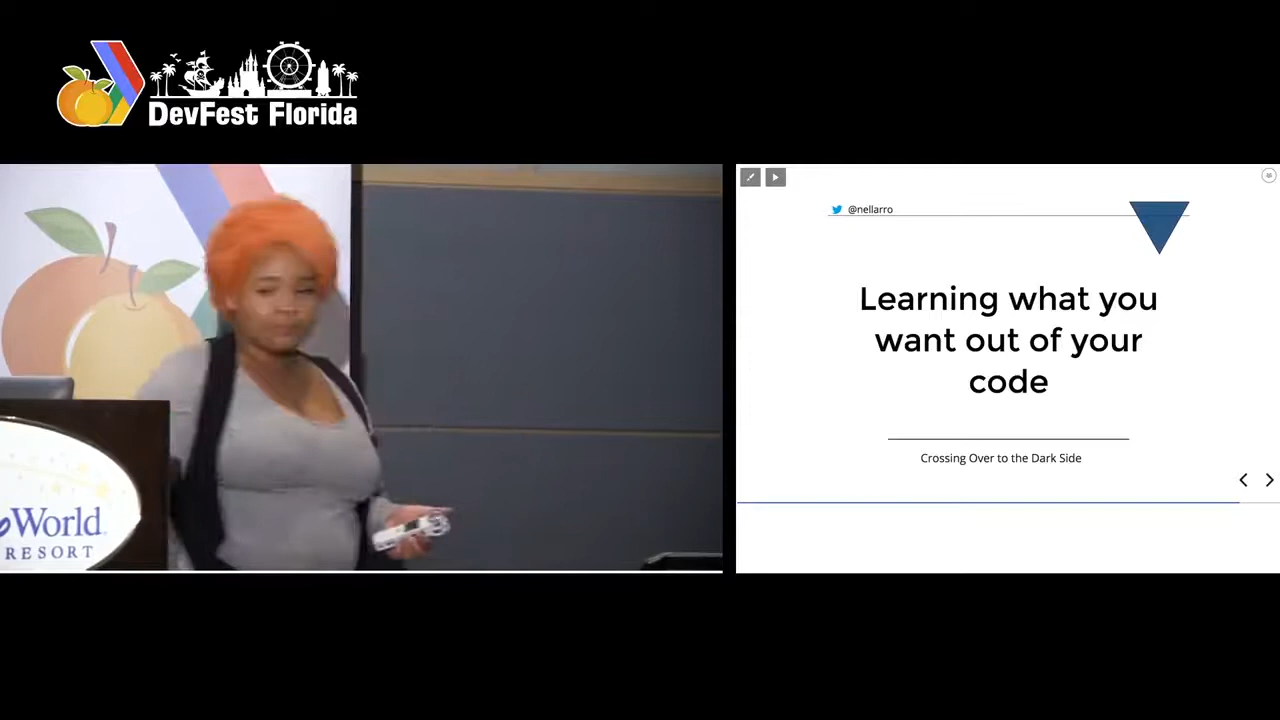 DevFest Florida
World
RESORT
@nellarro
Learning what you
want out of your
code
Crossing Over to the Dark Side